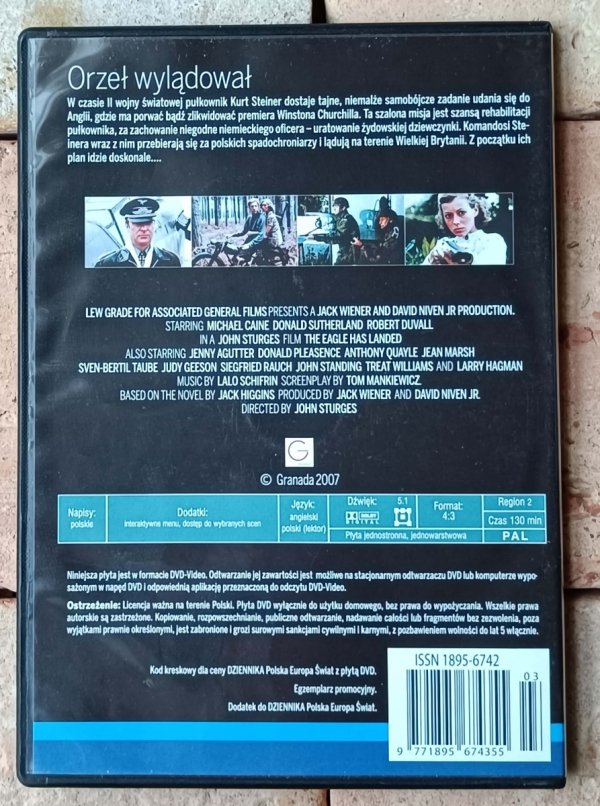 Orzeł wylądował
W czasie II wojny światowej pułkownik Kurt Steiner dostaje tajne, niemalże samobójcze zadanie udania się do
Anglii, gdzie ma porwać bądź zlikwidować premiera Winstona Churchilla. Ta szalona misja jest szansą rehabilitacji
pułkownika, za zachowanie niegodne niemieckiego oficera – uratowanie żydowskiej dziewczynki. Komandosi Ste-
inera wraz z nim przebierają się za polskich spadochroniarzy i lądują na terenie Wielkiej Brytanii. Z początku ich
plan idzie doskonale....
LEW GRADE FOR ASSOCIATED GENERAL FILMS PRESENTS A JACK WIENER AND DAVID NIVEN JR PRODUCTION.
STARRING MICHAEL CAINE DONALD SUTHERLAND ROBERT DUVALL
IN A JOHN STURGES FILM THE EAGLE HAS LANDED
ALSO STARRING JENNY AGUTTER DONALD PLEASENCE ANTHONY QUAYLE JEAN MARSH
SVEN-BERTIL TAUBE JUDY GEESON SIEGFRIED RAUCH JOHN STANDING TREAT WILLIAMS AND LARRY HAGMAN
MUSIC BY LALO SCHIFRIN SCREENPLAY BY TOM MANKIEWICZ
BASED ON THE NOVEL BY JACK HIGGINS PRODUCED BY JACK WIENER AND DAVID NIVEN JR.
DIRECTED BY JOHN STURGES
G
© Granada 2007
Napisy:
polskie
Dodatki:
interaktywne menu, dostęp do wybranych scen
Język:
angielski
polski (lektor)
Dźwięk: 5.1
DOLBY
DIGITAL
Płyta jednostronna, jednowarstwowa
Format:
4:3
Region 2
Czas 130 min
PAL
Niniejsza płyta jest w formacie DVD-Video. Odtwarzanie jej zawartości jest możliwe na stacjonarnym odtwarzaczu DVD lub komputerze wypo-
sażonym w napęd DVD i odpowiednią aplikację przeznaczoną do odczytu DVD-Video.
Ostrzeżenie: Licencja ważna na terenie Polski. Płyta DVD wyłącznie do użytku domowego, bez prawa do wypożyczania. Wszelkie prawa
autorskie są zastrzeżone. Kopiowanie, rozpowszechnianie, publiczne odtwarzanie, nadawanie całości lub fragmentów bez zezwolenia, poza
wyjątkami prawnie określonymi, jest zabronione i grozi surowymi sankcjami cywilnymi i karnymi, z pozbawieniem wolności do lat 5 włącznie.
Kod kreskowy dla ceny DZIENNIKA Polska Europa Świat z płytą DVD.
Egzemplarz promocyjny.
Dodatek do DZIENNIKA Polska Europa Świat.
ISSN 1895-6742
03
9 771895 674355